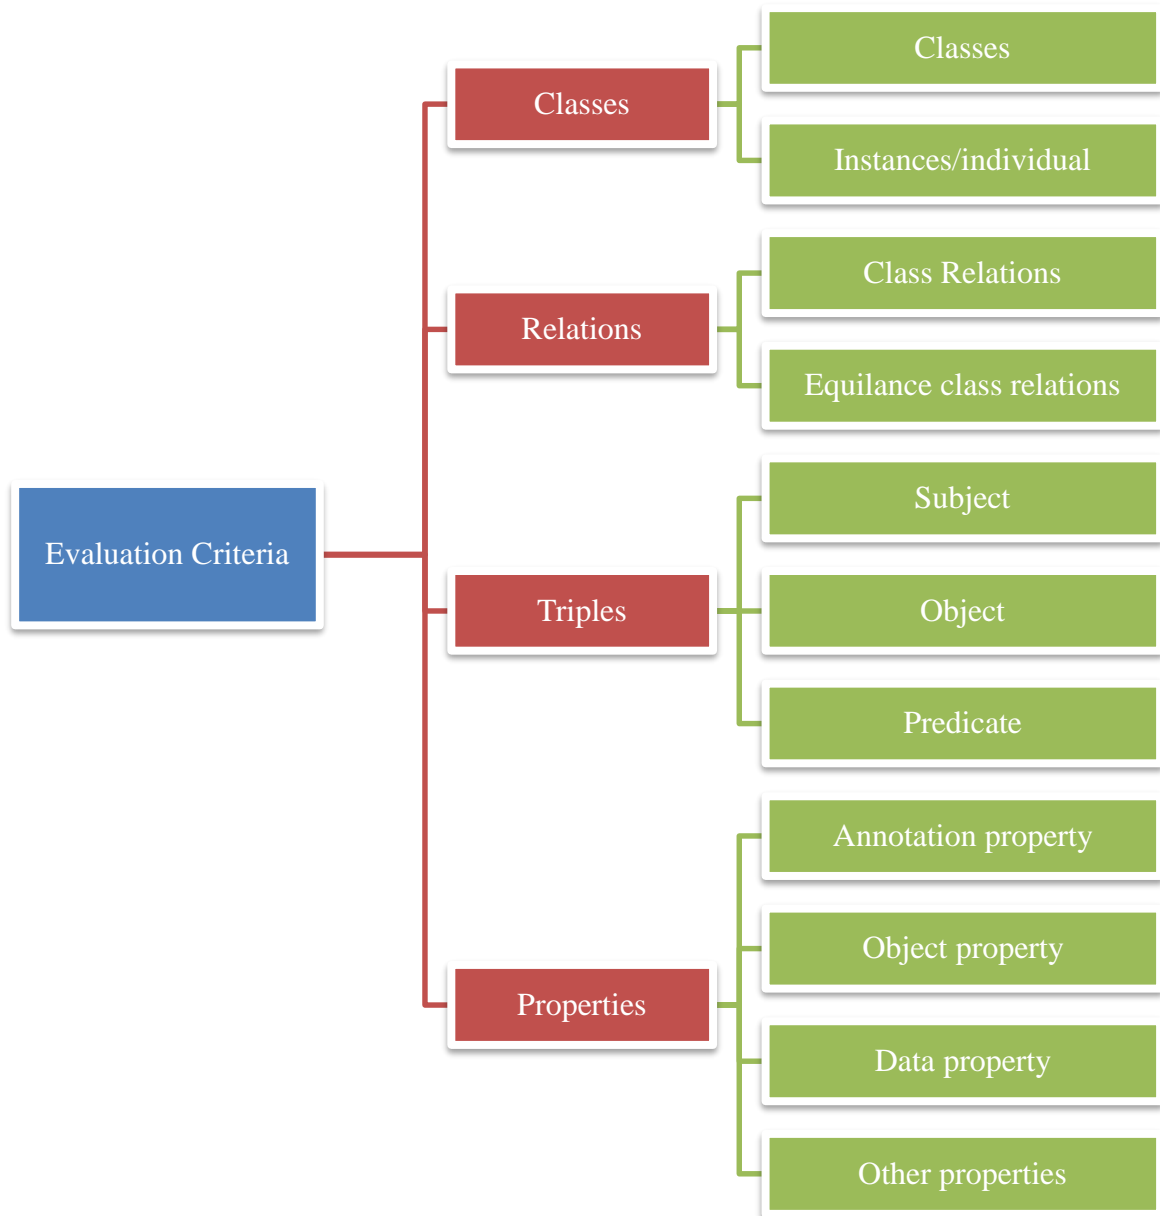 Evaluation Criteria
Classes
Classes
Instances/individual
Relations
Class Relations
Equilance class relations
Triples
Subject
Object
Predicate
Properties
Annotation property
Object property
Data property
Other properties